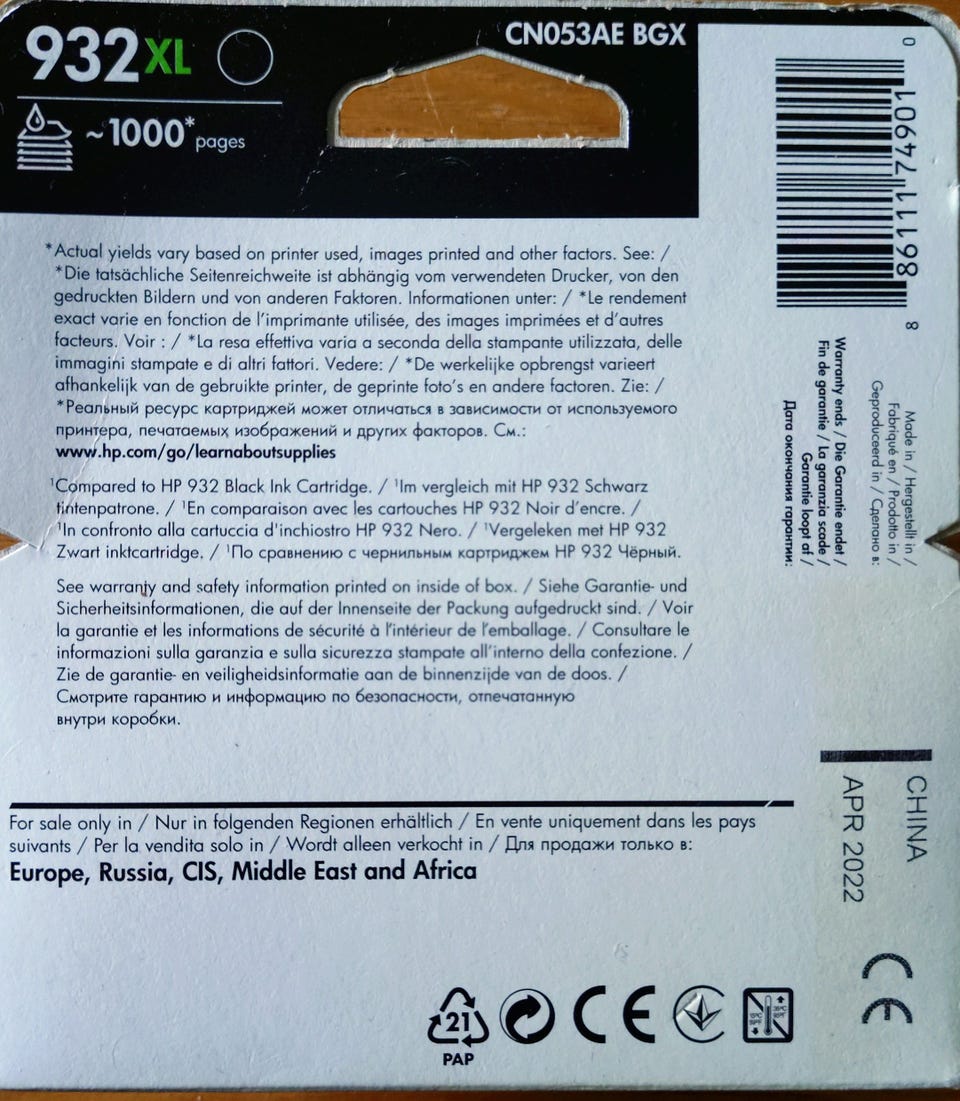 932XL
CN053AE BGX
~1000* pages
*Actual yields vary based on printer used, images printed and other factors. See: /
*Die tatsächliche Seitenreichweite ist abhängig vom verwendeten Drucker, von den
gedruckten Bildern und von anderen Faktoren. Informationen unter: / *Le rendement
exact varie en fonction de l'imprimante utilisée, des images imprimées et d'autres
facteurs. Voir : / *La resa effettiva varia a seconda della stampante utilizzata, delle
immagini stampate e di altri fattori. Vedere: / *De werkelijke opbrengst varieert
afhankelijk van de gebruikte printer, de geprinte foto's en andere factoren. Zie: /
*Реальный ресурс картриджей может отличаться в зависимости от используемого
принтера, печатаемых изображений и других факторов. См.:
www.hp.com/go/learnaboutsupplies
¹Compared to HP 932 Black Ink Cartridge. / ¹Im vergleich mit HP 932 Schwarz
tintenpatrone. / ¹En comparaison avec les cartouches HP 932 Noir d'encre. /
¹In confronto alla cartuccia d'inchiostro HP 932 Nero. / ¹Vergeleken met HP 932
Zwart inktcartridge. / ¹По сравнению с чернильным картриджем HP 932 Чёрный.
See warranty and safety information printed on inside of box. / Siehe Garantie- und
Sicherheitsinformationen, die auf der Innenseite der Packung aufgedruckt sind. / Voir
la garantie et les informations de sécurité à l'intérieur de l'emballage. / Consultare le
informazioni sulla garanzia e sulla sicurezza stampate all'interno della confezione. /
Zie de garantie- en veiligheidsinformatie aan de binnenzijde van de doos. /
Смотрите гарантию и информацию по безопасности, отпечатанную
внутри коробки.
For sale only in / Nur in folgenden Regionen erhältlich / En vente uniquement dans les pays
suivants / Per la vendita solo in / Wordt alleen verkocht in / Для продажи только в:
Europe, Russia, CIS, Middle East and Africa
21
PAP
CE
15°C
59°F
35°C
95°F
0 86111 74901 8
Made in / Hergestellt in /
Fabriqué en / Prodotto in /
Geproduceerd in / Сделано в:
Warranty ends / Die Garantie endet /
Fin de garantie / La garanzia scade /
Garantie loopt af /
Дата окончания гарантии:
CHINA
APR 2022
CE